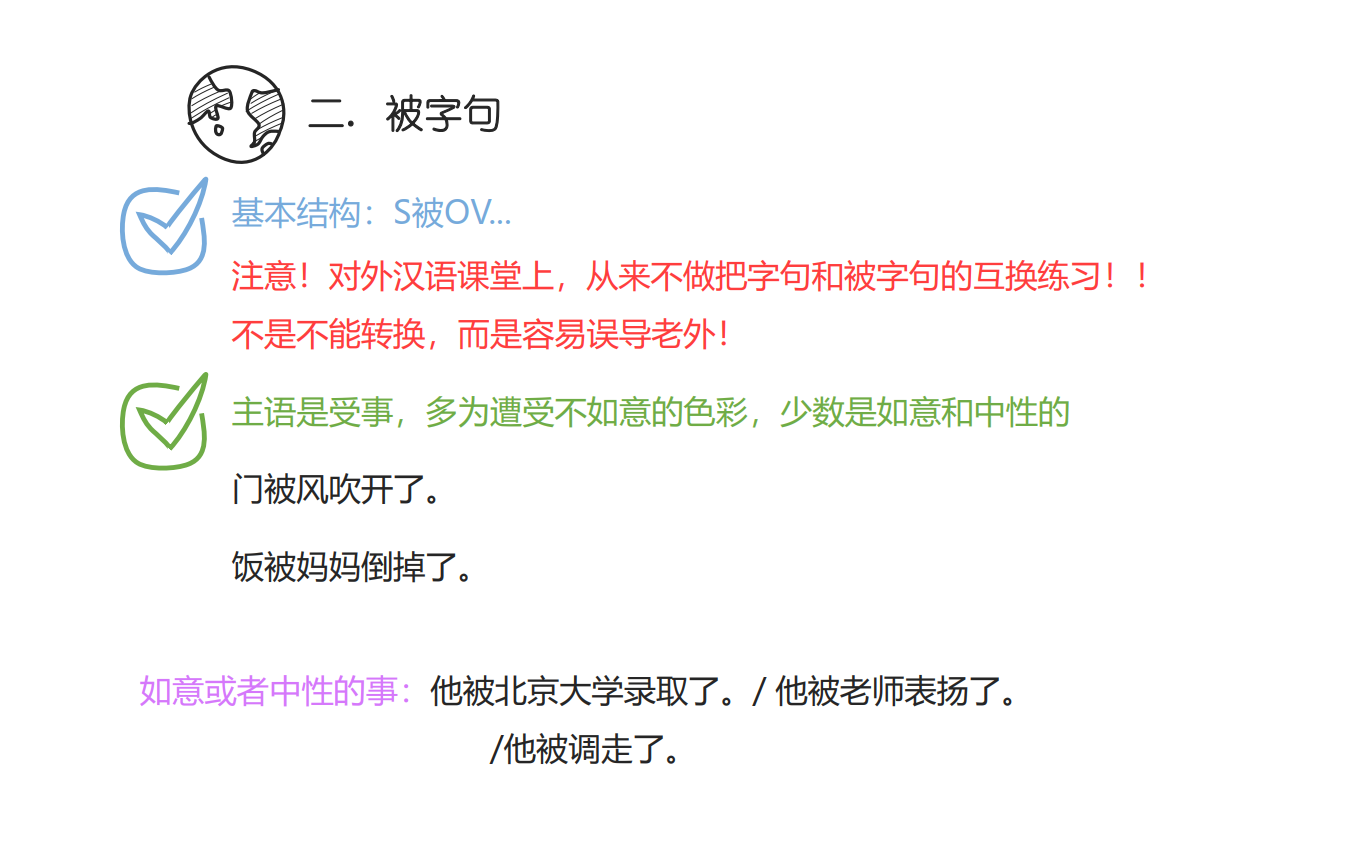 二. 被字句
基本结构：S被OV...
注意！对外汉语课堂上，从来不做把字句和被字句的互换练习！！
不是不能转换，而是容易误导老外！
主语是受事，多为遭受不如意的色彩，少数是如意和中性的
门被风吹开了。
饭被妈妈倒掉了。
如意或者中性的事：他被北京大学录取了。/ 他被老师表扬了。
/他被调走了。